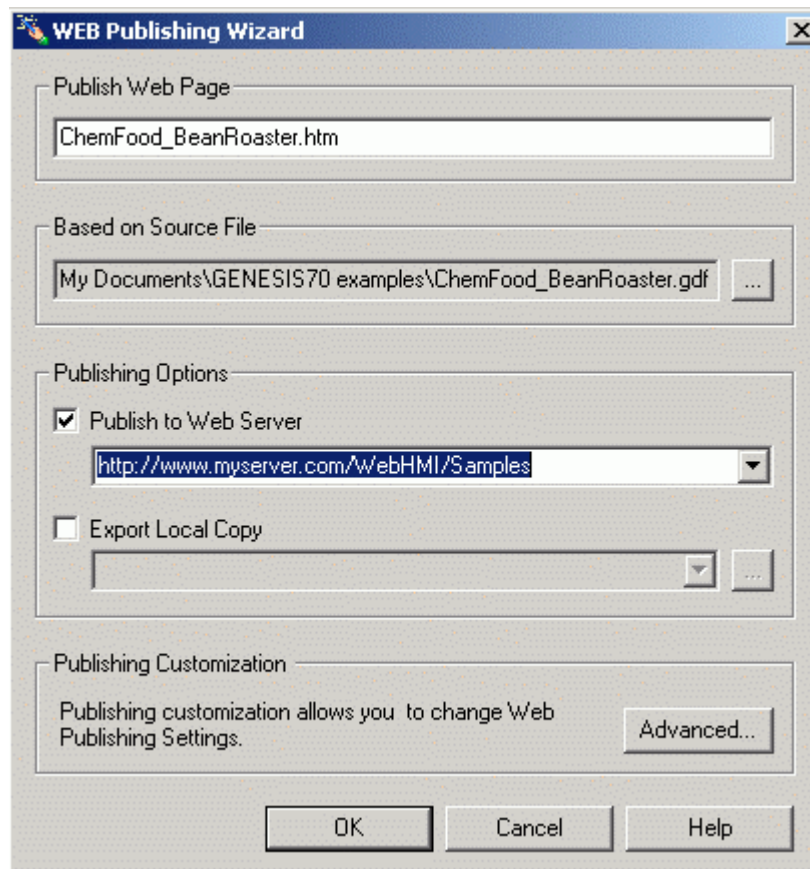 WEB Publishing Wizard
Publish Web Page
ChemFood_BeanRoaster.htm
Based on Source File
My Documents\GENESIS70 examples\ChemFood_BeanRoaster.gdf
...
Publishing Options
Publish to Web Server
http://www.myserver.com/WebHMI/Samples
Export Local Copy
...
Publishing Customization
Publishing customization allows you  to change Web
Publishing Settings.
Advanced...
OK
Cancel
Help